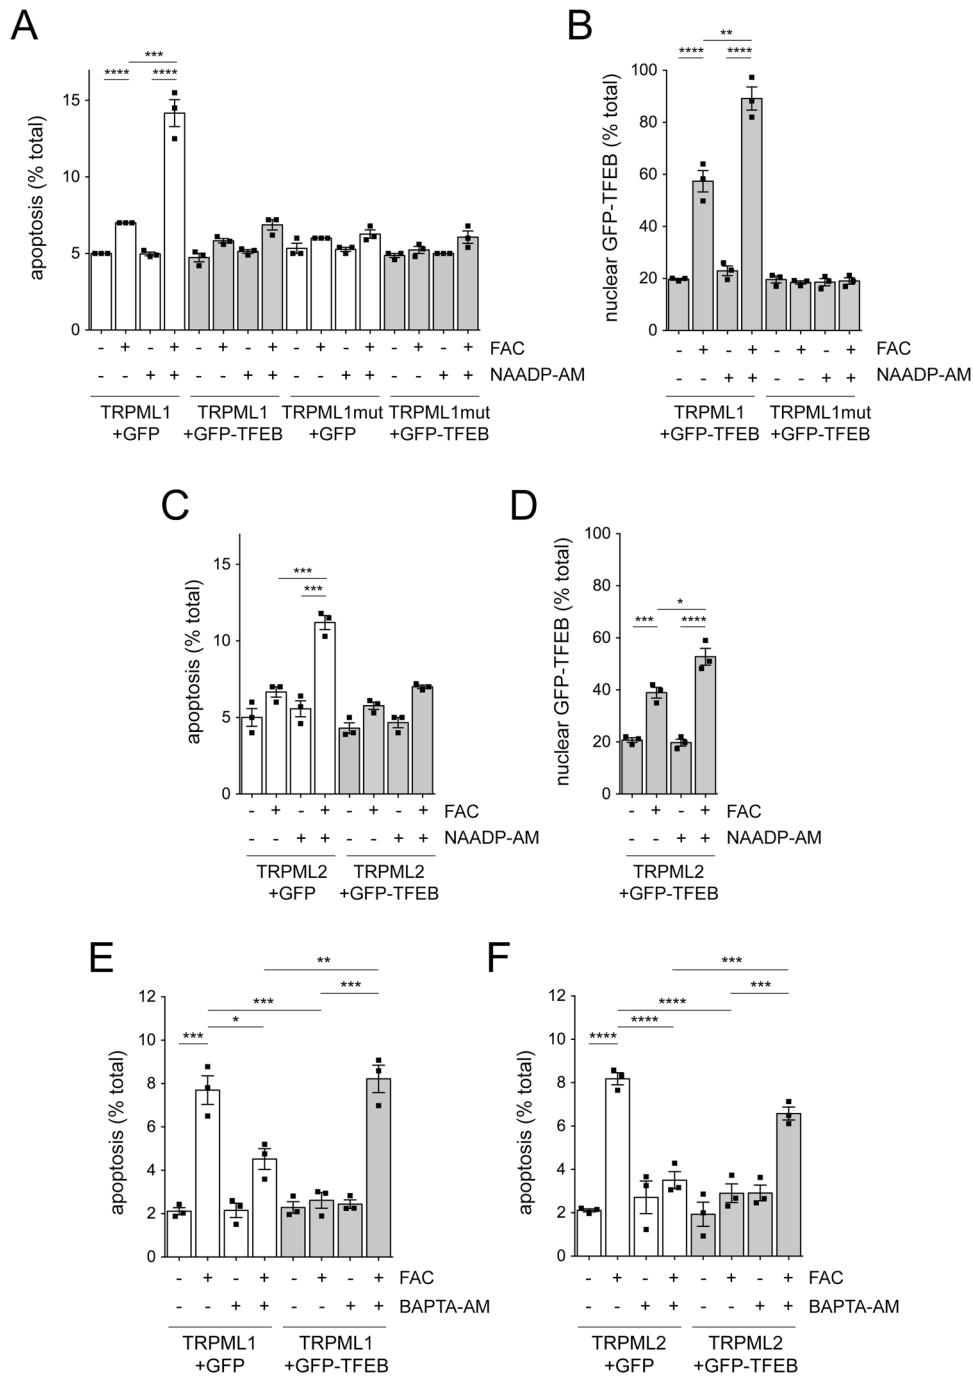 A
***
****
****
apoptosis (% total)
15
10
5
0
- + - + - + - + - + - + - + - + FAC
- - + + - - + + - - + + - - + + NAADP-AM
TRPML1 +GFP
TRPML1 +GFP-TFEB
TRPML1mut +GFP
TRPML1mut +GFP-TFEB
B
**
****
****
nuclear GFP-TFEB (% total)
100
80
60
40
20
0
- + - + - + - + FAC
- - + + - - + + NAADP-AM
TRPML1 +GFP-TFEB
TRPML1mut +GFP-TFEB
C
***
***
apoptosis (% total)
15
10
5
0
- + - + - + - + FAC
- - + + - - + + NAADP-AM
TRPML2 +GFP
TRPML2 +GFP-TFEB
D
*
***
****
nuclear GFP-TFEB (% total)
100
80
60
40
20
0
- + - + FAC
- - + + NAADP-AM
TRPML2 +GFP-TFEB
E
**
***
***
*
***
apoptosis (% total)
12
10
8
6
4
2
0
- + - + - + - + FAC
- - + + - - + + BAPTA-AM
TRPML1 +GFP
TRPML1 +GFP-TFEB
F
***
***
****
****
****
apoptosis (% total)
12
10
8
6
4
2
0
- + - + - + - + FAC
- - + + - - + + BAPTA-AM
TRPML2 +GFP
TRPML2 +GFP-TFEB